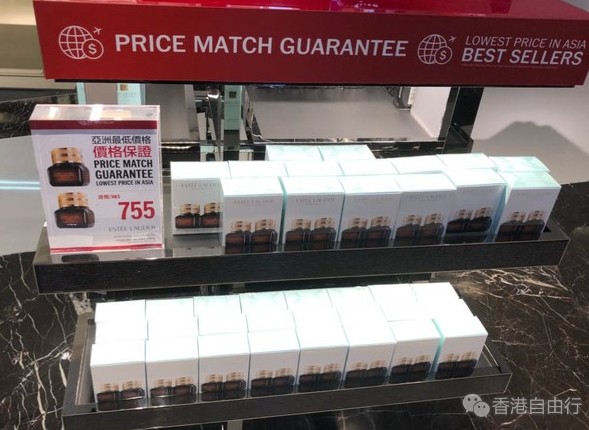 PRICE MATCH GUARANTEE
LOWEST PRICE IN ASIA
BEST SELLERS
亞洲最低價格
價格保證
PRICE MATCH
GUARANTEE
LOWEST PRICE IN ASIA
755
ESTĒE LAUDER
香港自由行